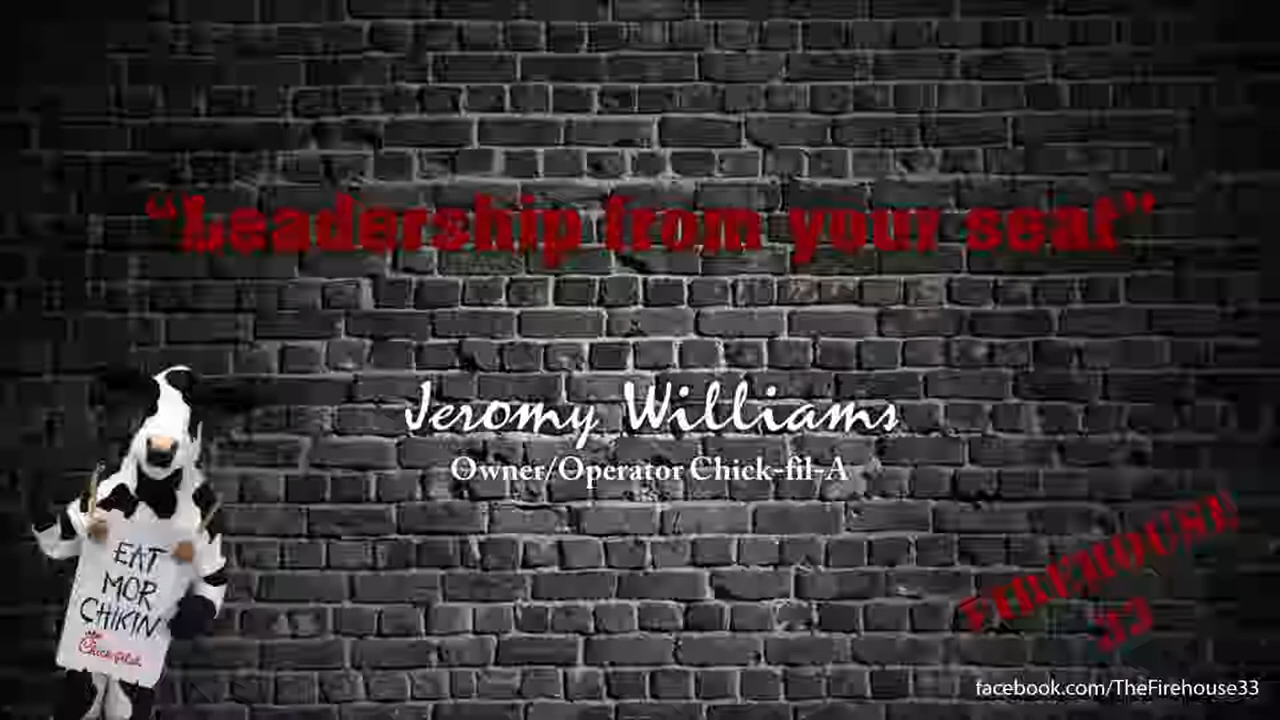 “Leadership from your seat”
Jeromy Williams
Owner/Operator Chick-fil-A
EAT
MOR
CHIKIN
Chick-fil-A
FIREHOUSE
33
facebook.com/TheFirehouse33